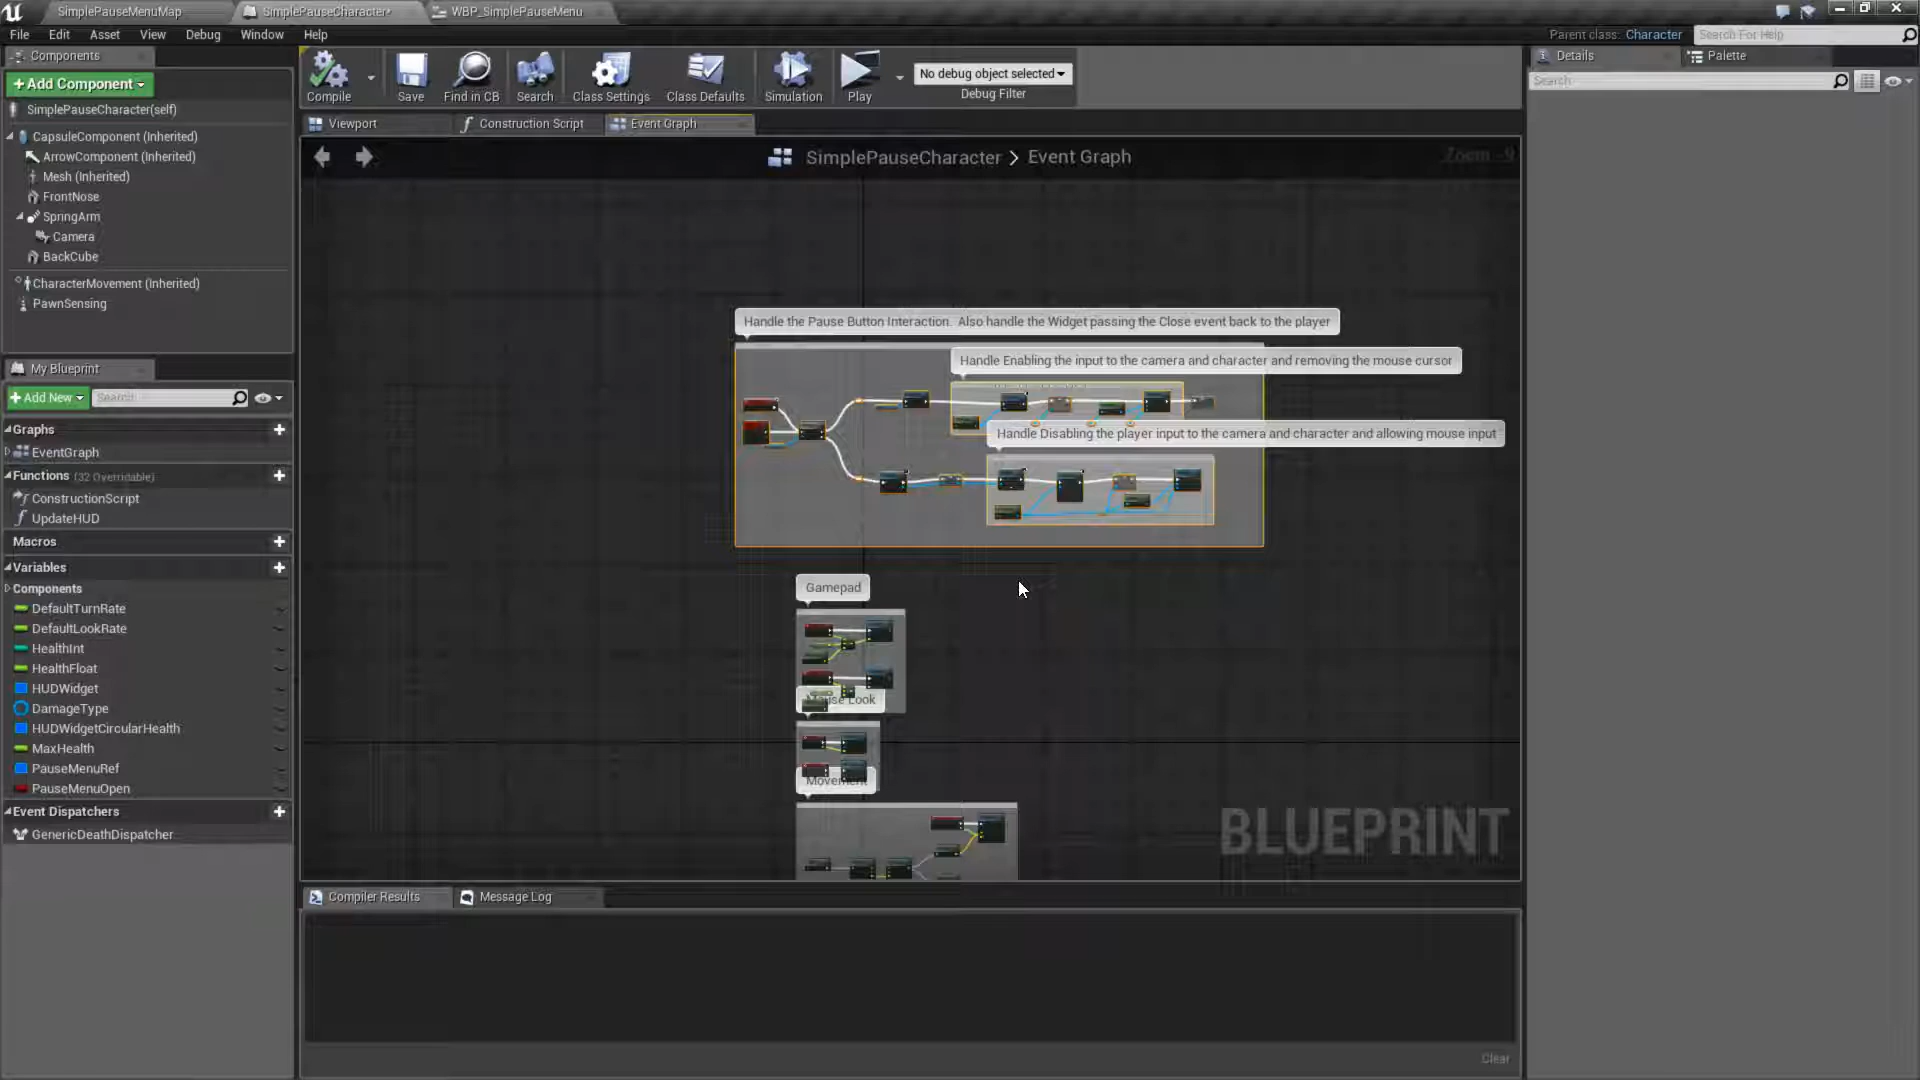 SimplePauseMenuMap
SimplePauseCharacter*
WBP_SimplePauseMenu
File Edit Asset View Debug Window Help
Parent class: Character
Search For Help
Components
Details
Palette
+Add Component
Compile
Save
Find in CB
Search
Class Settings
Class Defaults
Simulation
Play
No debug object selected
Debug Filter
Search
SimplePauseCharacter(self)
CapsuleComponent (Inherited)
ArrowComponent (Inherited)
Mesh (Inherited)
FrontNose
SpringArm
Camera
BackCube
CharacterMovement (Inherited)
PawnSensing
Viewport
Construction Script
Event Graph
SimplePauseCharacter > Event Graph
Zoom -9
Handle the Pause Button Interaction. Also handle the Widget passing the Close event back to the player
Handle Enabling the input to the camera and character and removing the mouse cursor
Handle Disabling the player input to the camera and character and allowing mouse input
Gamepad
Mouse Look
Movement
BLUEPRINT
My Blueprint
+Add New
Search
Graphs
EventGraph
Functions (32 Overridable)
ConstructionScript
UpdateHUD
Macros
Variables
Components
DefaultTurnRate
DefaultLookRate
HealthInt
HealthFloat
HUDWidget
DamageType
HUDWidgetCircularHealth
MaxHealth
PauseMenuRef
PauseMenuOpen
Event Dispatchers
GenericDeathDispatcher
Compiler Results
Message Log
Clear